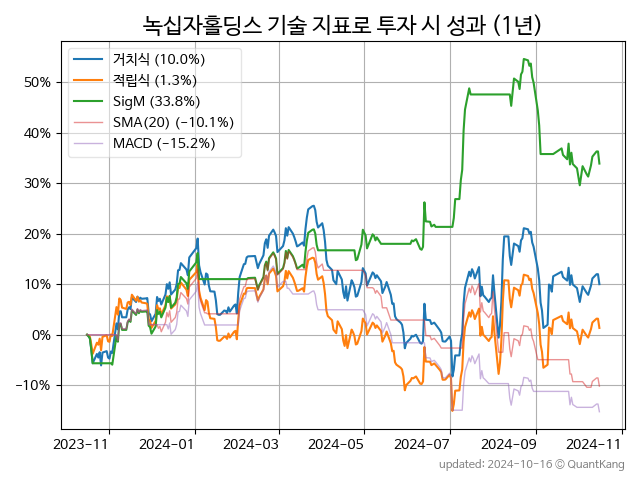 녹십자홀딩스 기술 지표로 투자 시 성과 (1년)
거치식 (10.0%)
적립식 (1.3%)
SigM (33.8%)
SMA(20) (−10.1%)
MACD (−15.2%)
50%
40%
30%
20%
10%
0%
−10%
2023-11 2024-01 2024-03 2024-05 2024-07 2024-09 2024-11
updated: 2024-10-16 © QuantKang